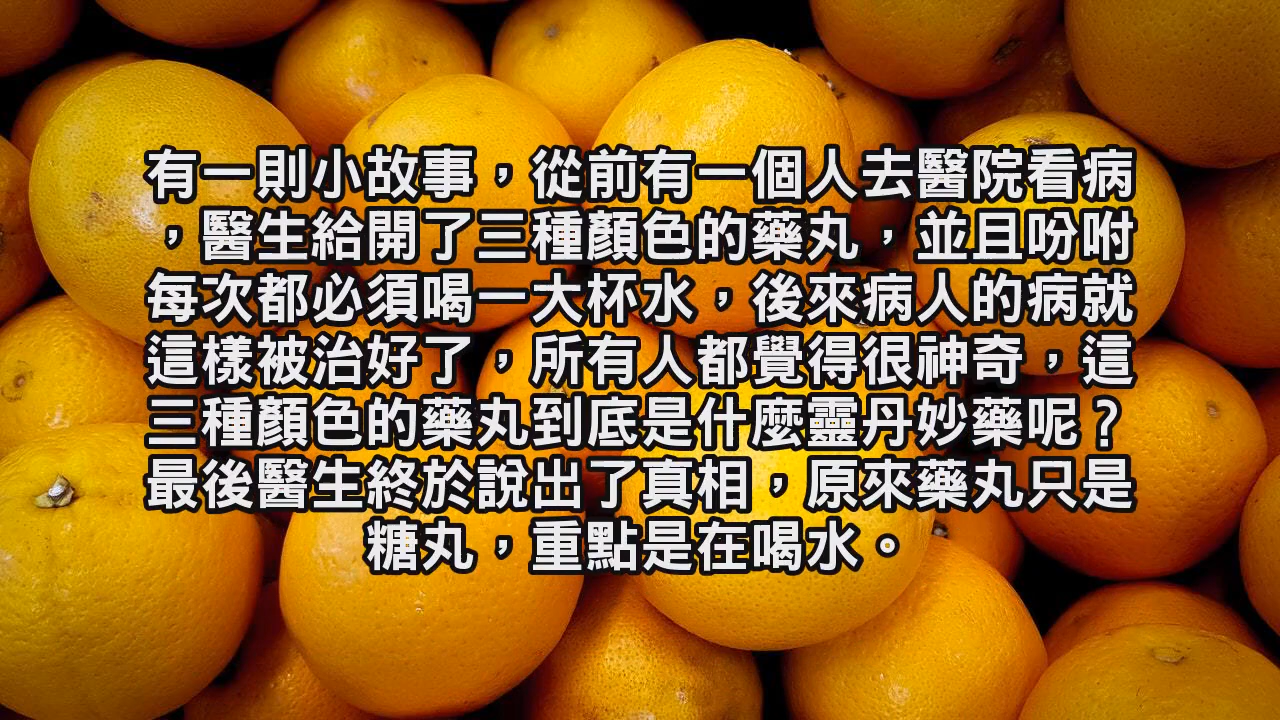 有一則小故事，從前有一個人去醫院看病
，醫生給開了三種顏色的藥丸，並且吩咐
每次都必須喝一大杯水，後來病人的病就
這樣被治好了，所有人都覺得很神奇，這
三種顏色的藥丸到底是什麼靈丹妙藥呢？
最後醫生終於說出了真相，原來藥丸只是
糖丸，重點是在喝水。